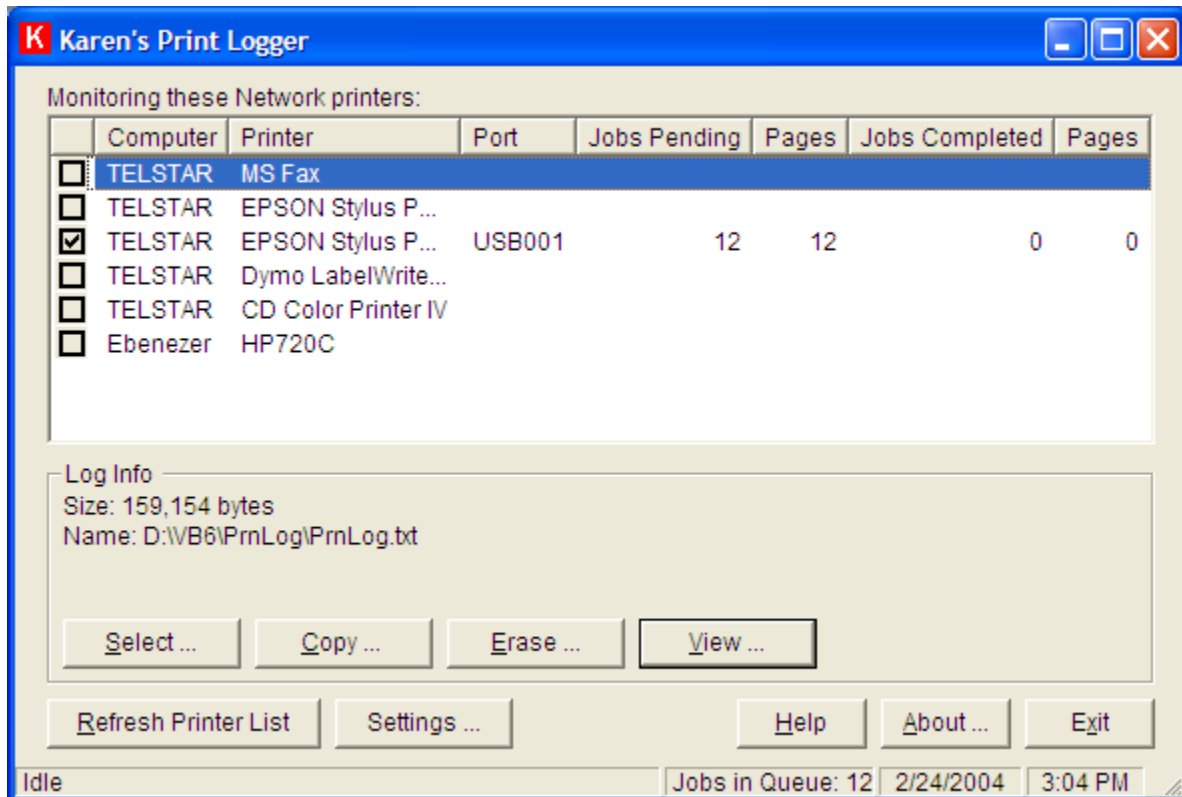 K Karen's Print Logger
Monitoring these Network printers:
Computer Printer Port Jobs Pending Pages Jobs Completed Pages
TELSTAR MS Fax
TELSTAR EPSON Stylus P...
TELSTAR EPSON Stylus P... USB001 12 12 0 0
TELSTAR Dymo LabelWrite...
TELSTAR CD Color Printer IV
Ebenezer HP720C
Log Info
Size: 159,154 bytes
Name: D:\VB6\PrnLog\PrnLog.txt
Select ... Copy ... Erase ... View ...
Refresh Printer List Settings ... Help About ... Exit
Idle Jobs in Queue: 12 2/24/2004 3:04 PM